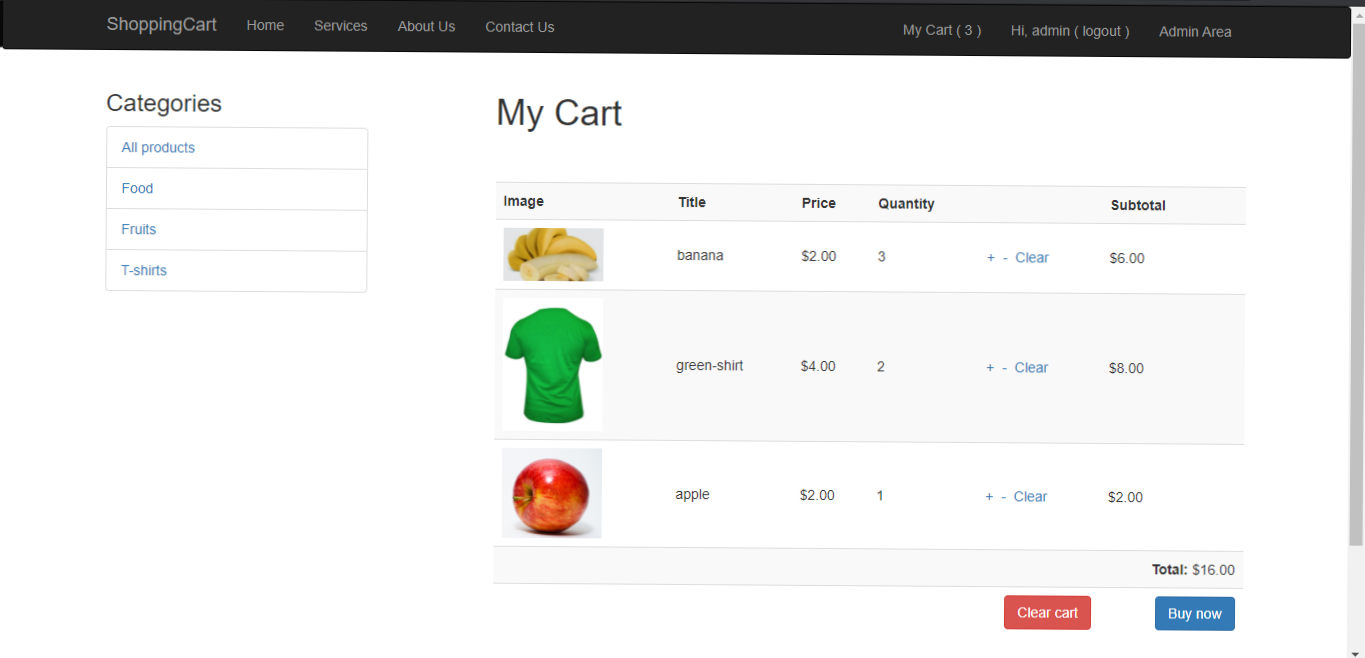 ShoppingCart Home Services About Us Contact Us My Cart ( 3 ) Hi, admin ( logout ) Admin Area
Categories
All products
Food
Fruits
T-shirts
My Cart
Image Title Price Quantity Subtotal
banana $2.00 3 + - Clear $6.00
green-shirt $4.00 2 + - Clear $8.00
apple $2.00 1 + - Clear $2.00
Total: $16.00
Clear cart Buy now